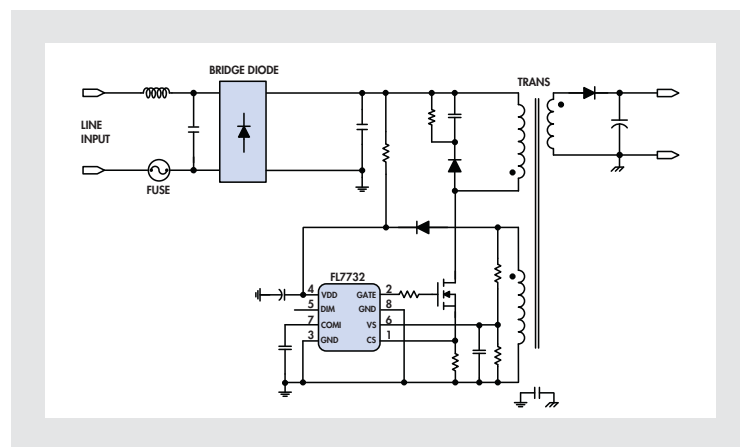 BRIDGE DIODE
TRANS
LINE
INPUT
FUSE
FL7732
4 VDD GATE 2
5 DIM GND 8
7 COMI VS 6
3 GND CS 1